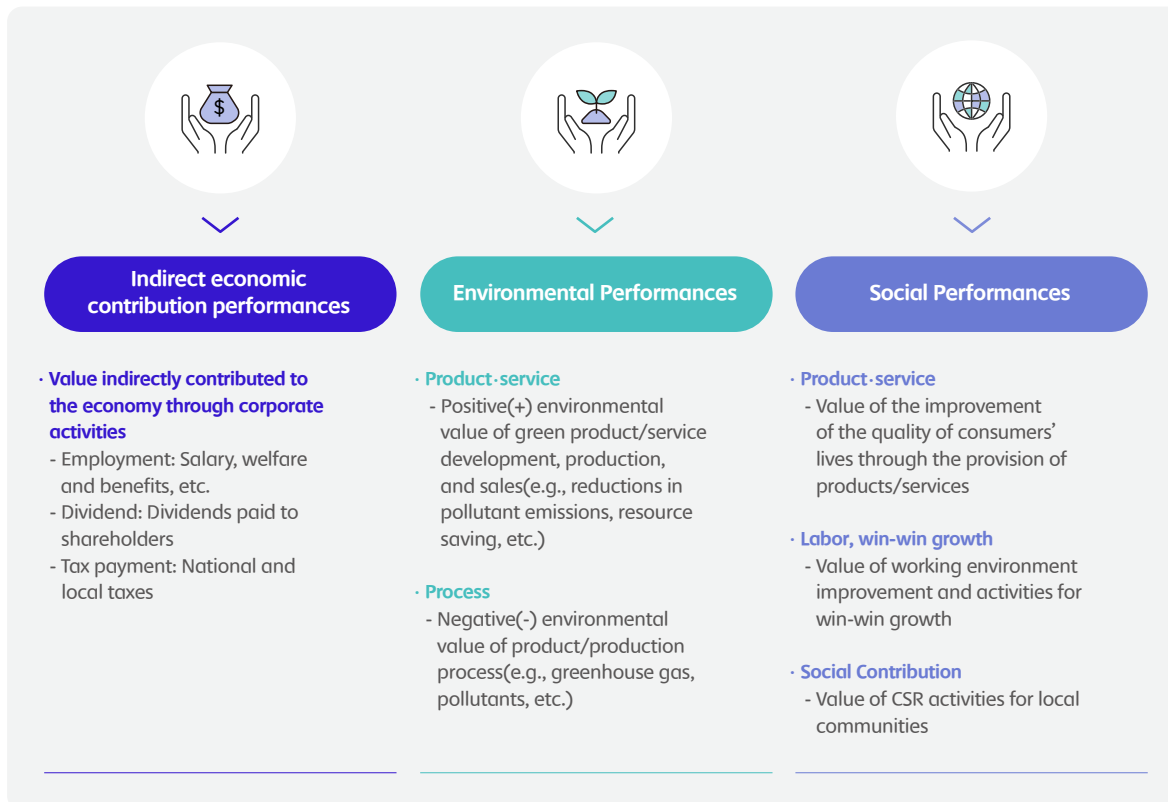 $
Indirect economic
contribution performances
· Value indirectly contributed to
the economy through corporate
activities
- Employment: Salary, welfare
and benefits, etc.
- Dividend: Dividends paid to
shareholders
- Tax payment: National and
local taxes
Environmental Performances
· Product·service
- Positive(+) environmental
value of green product/service
development, production,
and sales(e.g., reductions in
pollutant emissions, resource
saving, etc.)
· Process
- Negative(-) environmental
value of product/production
process(e.g., greenhouse gas,
pollutants, etc.)
Social Performances
· Product·service
- Value of the improvement
of the quality of consumers’
lives through the provision of
products/services
· Labor, win-win growth
- Value of working environment
improvement and activities for
win-win growth
· Social Contribution
- Value of CSR activities for local
communities